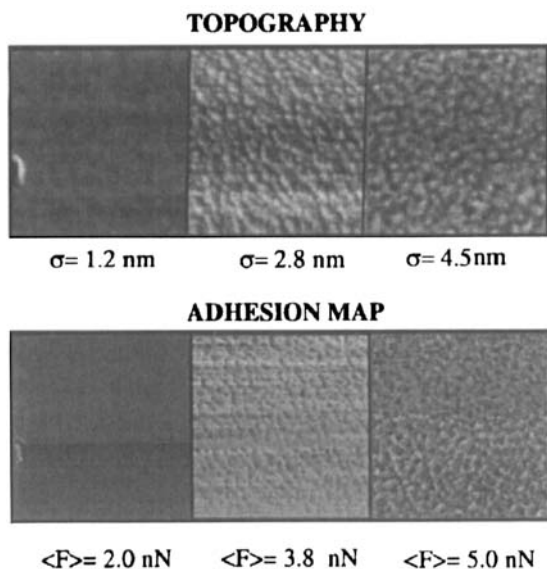 TOPOGRAPHY
σ= 1.2 nm σ= 2.8 nm σ= 4.5nm
ADHESION MAP
<F>= 2.0 nN <F>= 3.8 nN <F>= 5.0 nN